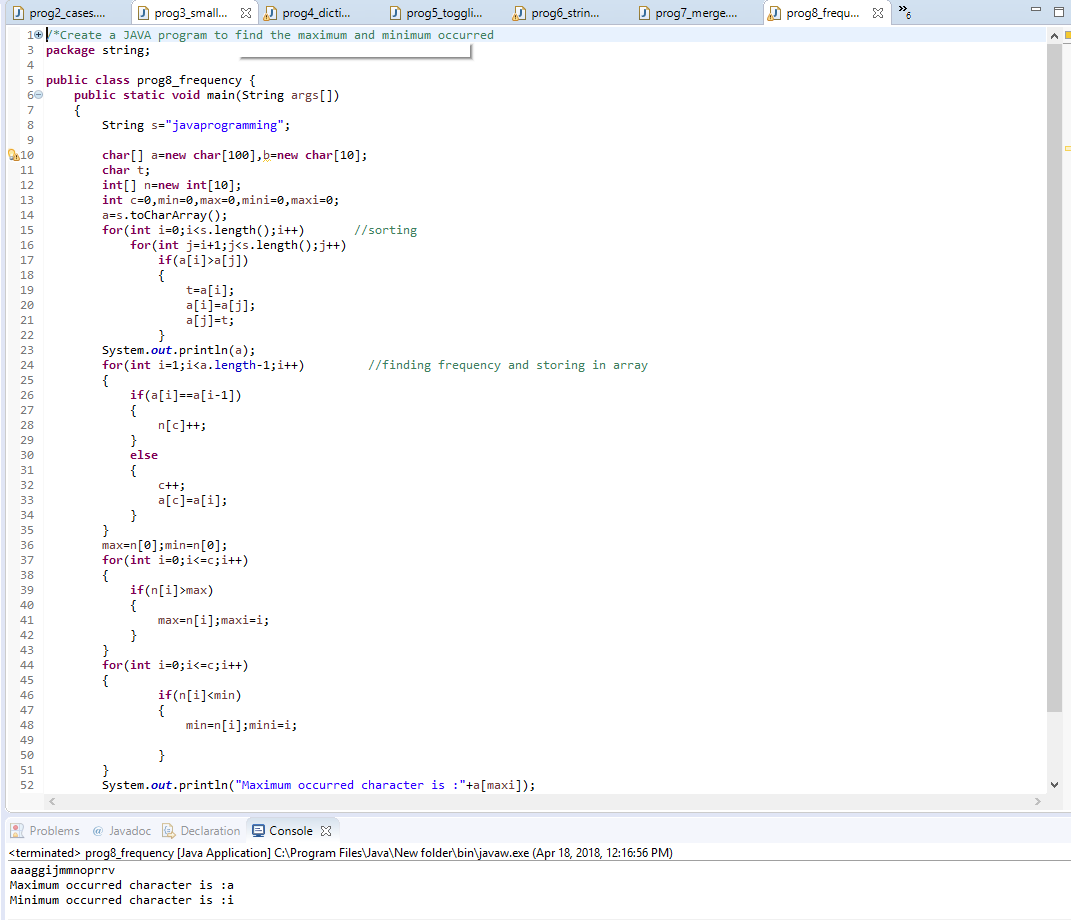 prog2_cases.... prog3_small... prog4_dicti... prog5_toggli... prog6_strin... prog7_merge.... prog8_frequ... »6
1 /*Create a JAVA program to find the maximum and minimum occurred
3 package string;
4
5 public class prog8_frequency {
6 public static void main(String args[])
7 {
8 String s="javaprogramming";
9
10 char[] a=new char[100],b=new char[10];
11 char t;
12 int[] n=new int[10];
13 int c=0,min=0,max=0,mini=0,maxi=0;
14 a=s.toCharArray();
15 for(int i=0;i<s.length();i++) //sorting
16 for(int j=i+1;j<s.length();j++)
17 if(a[i]>a[j])
18 {
19 t=a[i];
20 a[i]=a[j];
21 a[j]=t;
22 }
23 System.out.println(a);
24 for(int i=1;i<a.length-1;i++) //finding frequency and storing in array
25 {
26 if(a[i]==a[i-1])
27 {
28 n[c]++;
29 }
30 else
31 {
32 c++;
33 a[c]=a[i];
34 }
35 }
36 max=n[0];min=n[0];
37 for(int i=0;i<=c;i++)
38 {
39 if(n[i]>max)
40 {
41 max=n[i];maxi=i;
42 }
43 }
44 for(int i=0;i<=c;i++)
45 {
46 if(n[i]<min)
47 {
48 min=n[i];mini=i;
49
50 }
51 }
52 System.out.println("Maximum occurred character is :"+a[maxi]);
Problems @ Javadoc Declaration Console
<terminated> prog8_frequency [Java Application] C:\Program Files\Java\New folder\bin\javaw.exe (Apr 18, 2018, 12:16:56 PM)
aaaggijmmnoprrv
Maximum occurred character is :a
Minimum occurred character is :i